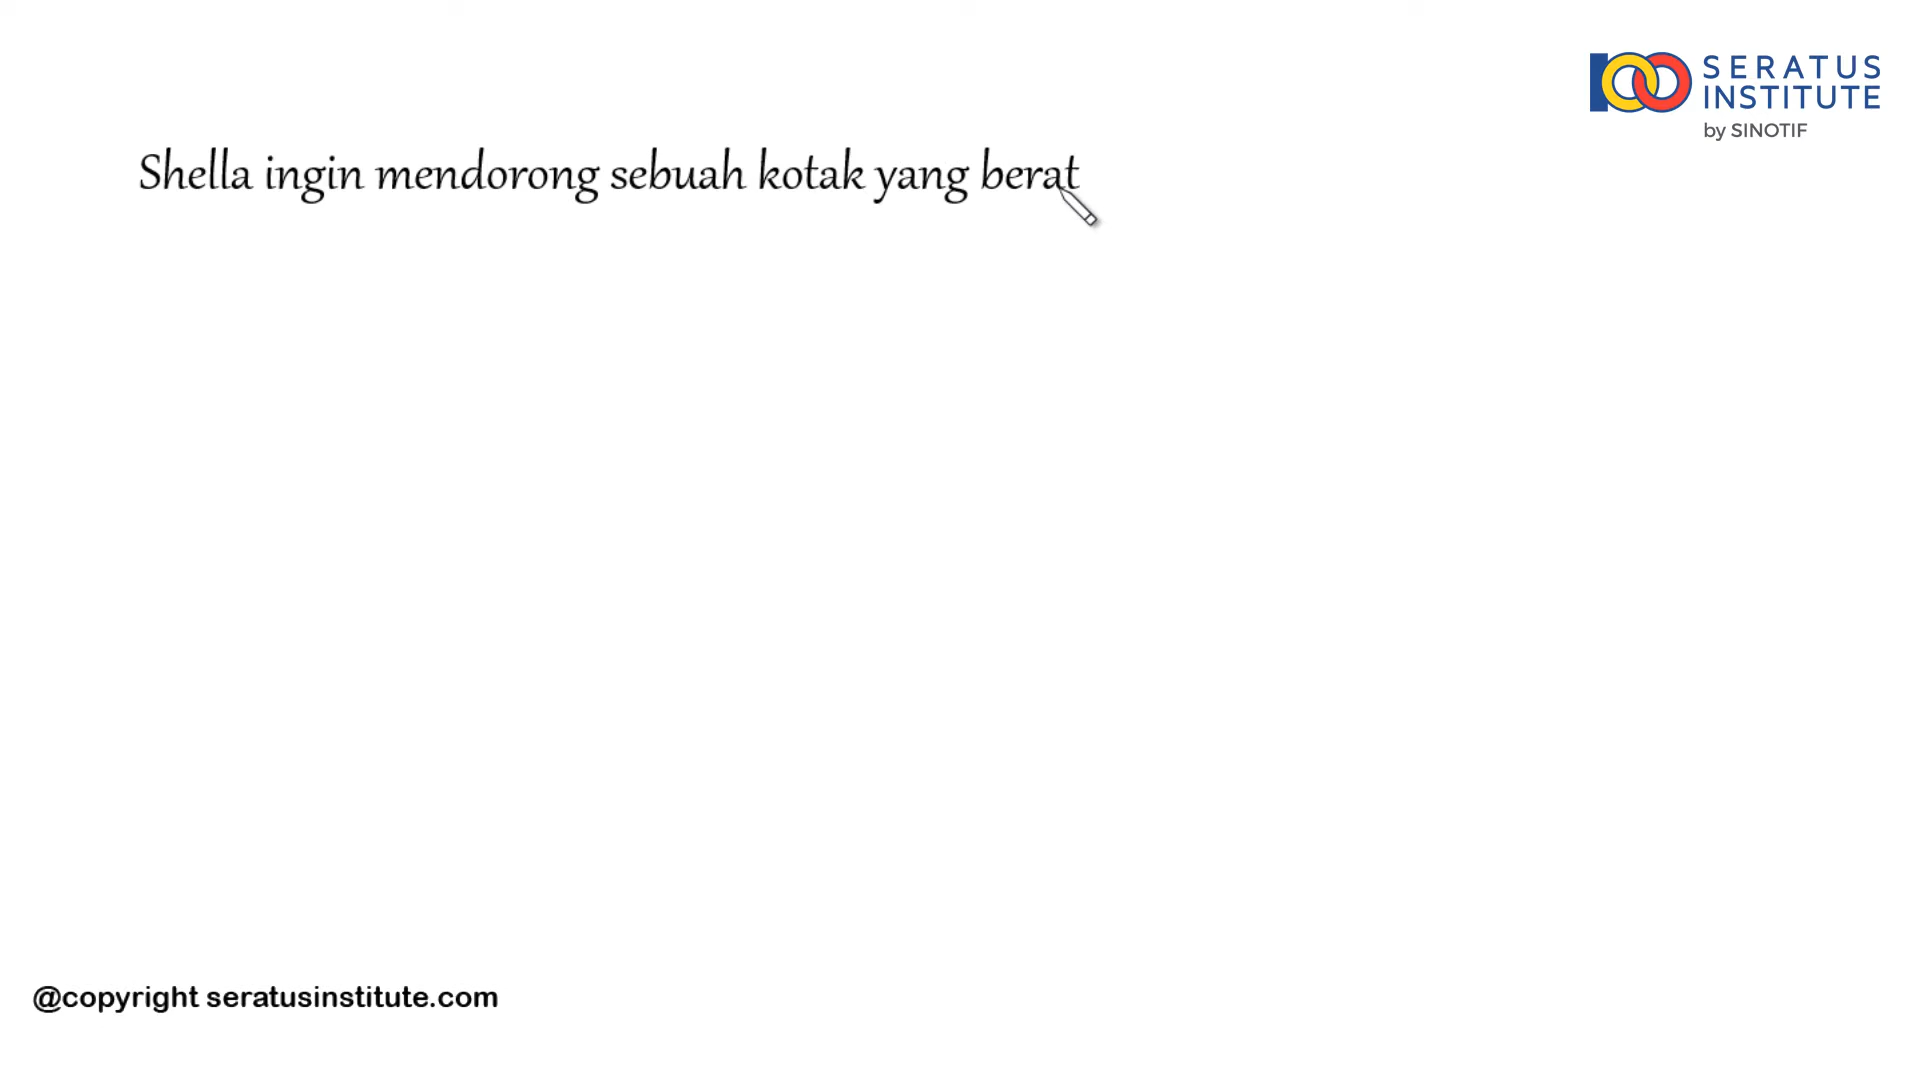 SERATUS
INSTITUTE
by SINOTIF
Shella ingin mendorong sebuah kotak yang berat
@copyright seratusinstitute.com